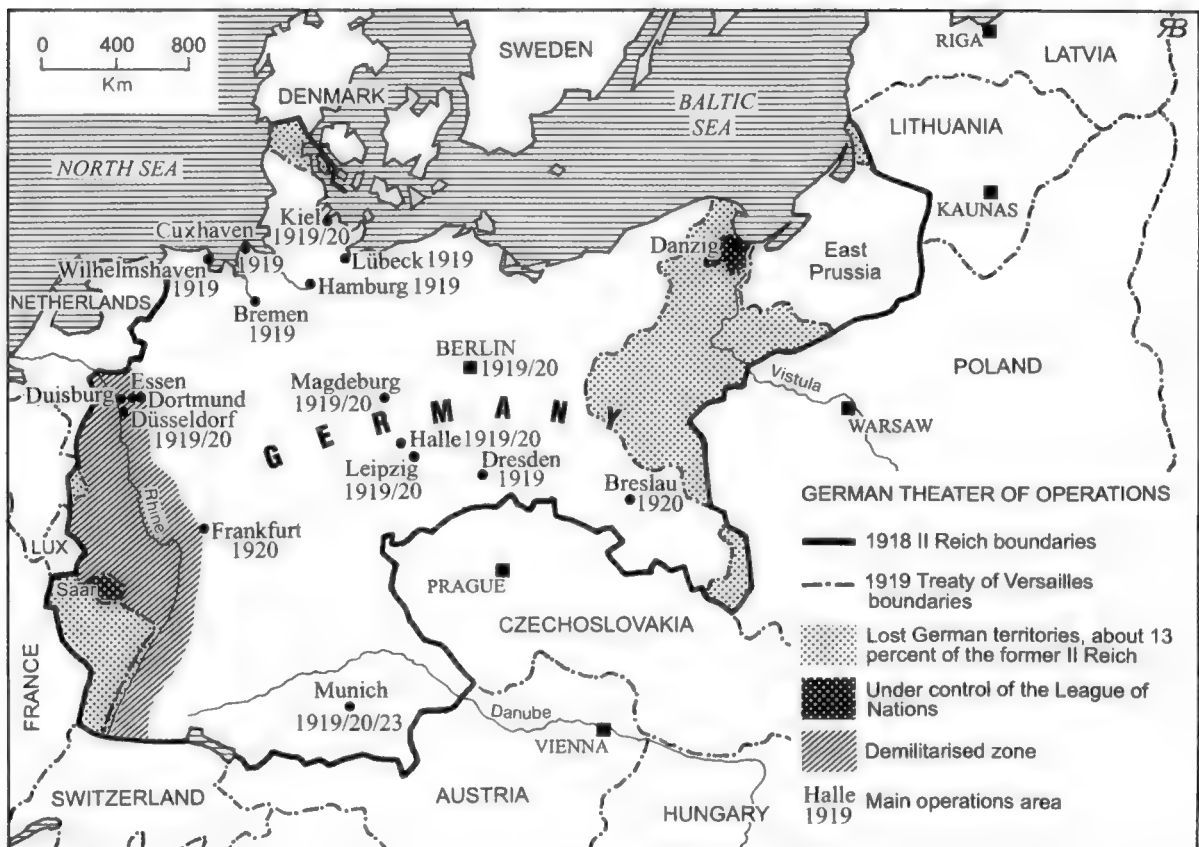 0 400 800
Km
SWEDEN
RIGA
LATVIA
DENMARK
BALTIC
SEA
LITHUANIA
NORTH SEA
KAUNAS
Kiel
1919/20
Cuxhaven
1919
Danzig
East
Prussia
Wilhelmshaven
1919
Lübeck 1919
Hamburg 1919
NETHERLANDS
Bremen
1919
BERLIN
1919/20
POLAND
Vistula
WARSAW
Essen
Duisburg
Dortmund
Düsseldorf
1919/20
Magdeburg
1919/20
GERMANY
Halle 1919/20
Leipzig
1919/20
Dresden
1919
Breslau
1920
Rhine
Frankfurt
1920
LUX
Saar
PRAGUE
CZECHOSLOVAKIA
FRANCE
Munich
1919/20/23
Danube
VIENNA
SWITZERLAND
AUSTRIA
HUNGARY
GERMAN THEATER OF OPERATIONS
1918 II Reich boundaries
1919 Treaty of Versailles
boundaries
Lost German territories, about 13
percent of the former II Reich
Under control of the League of
Nations
Demilitarised zone
Halle
1919
Main operations area